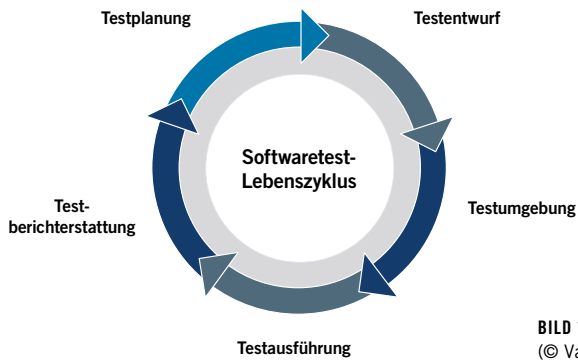 Testplanung
Testentwurf
Softwaretest-
Lebenszyklus
Test-
berichterstattung
Testumgebung
Testausführung
BILD
(©